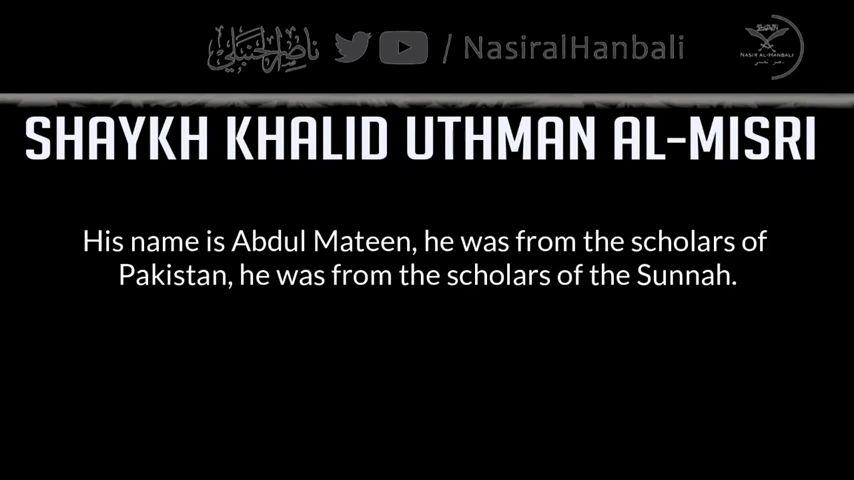 ناصر الحنبلي / NasiralHanbali
NASIR AL-HANBALI
SHAYKH KHALID UTHMAN AL-MISRI
His name is Abdul Mateen, he was from the scholars of
Pakistan, he was from the scholars of the Sunnah.